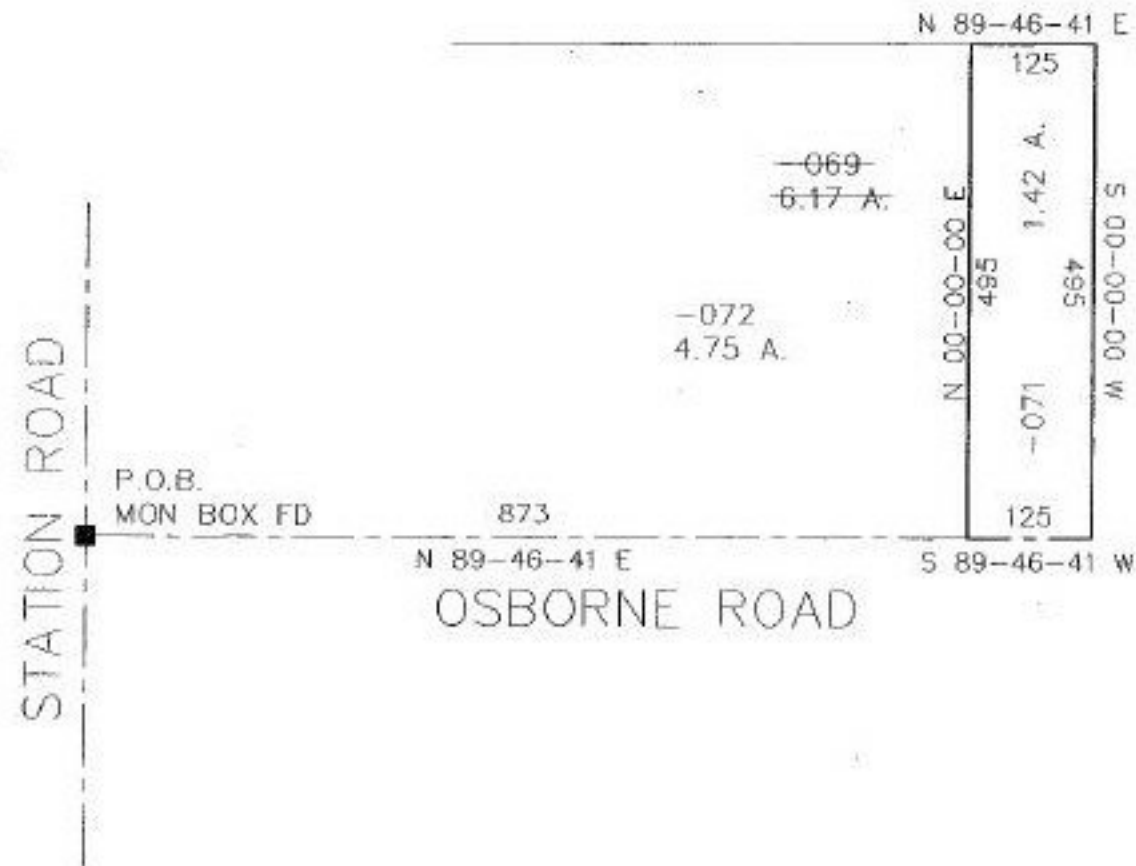 N 89-46-41 E
125
-069
6.17 A.
1.42 A.
N 00-00-00 E
495
495
S 00-00-00 W
-072
4.75 A.
-071
STATION ROAD
P.O.B.
MON BOX FD
873
125
N 89-46-41 E
S 89-46-41 W
OSBORNE ROAD